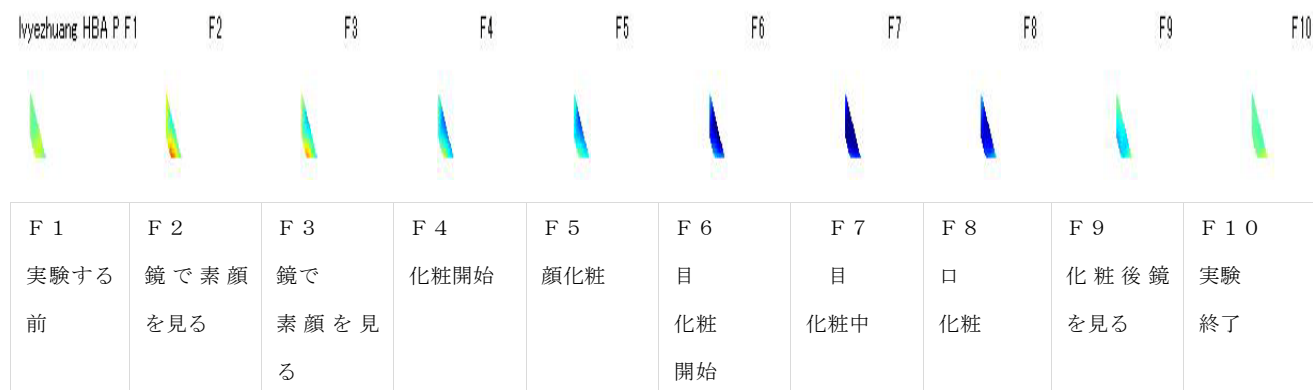 lvyezhuang HBA P F1 F2 F3 F4 F5 F6 F7 F8 F9 F10
F1
実験する
前
F2
鏡で素顔
を見る
F3
鏡で
素顔を見
る
F4
化粧開始
F5
顔化粧
F6
目
化粧
開始
F7
目
化粧中
F8
口
化粧
F9
化粧後鏡
を見る
F10
実験
終了